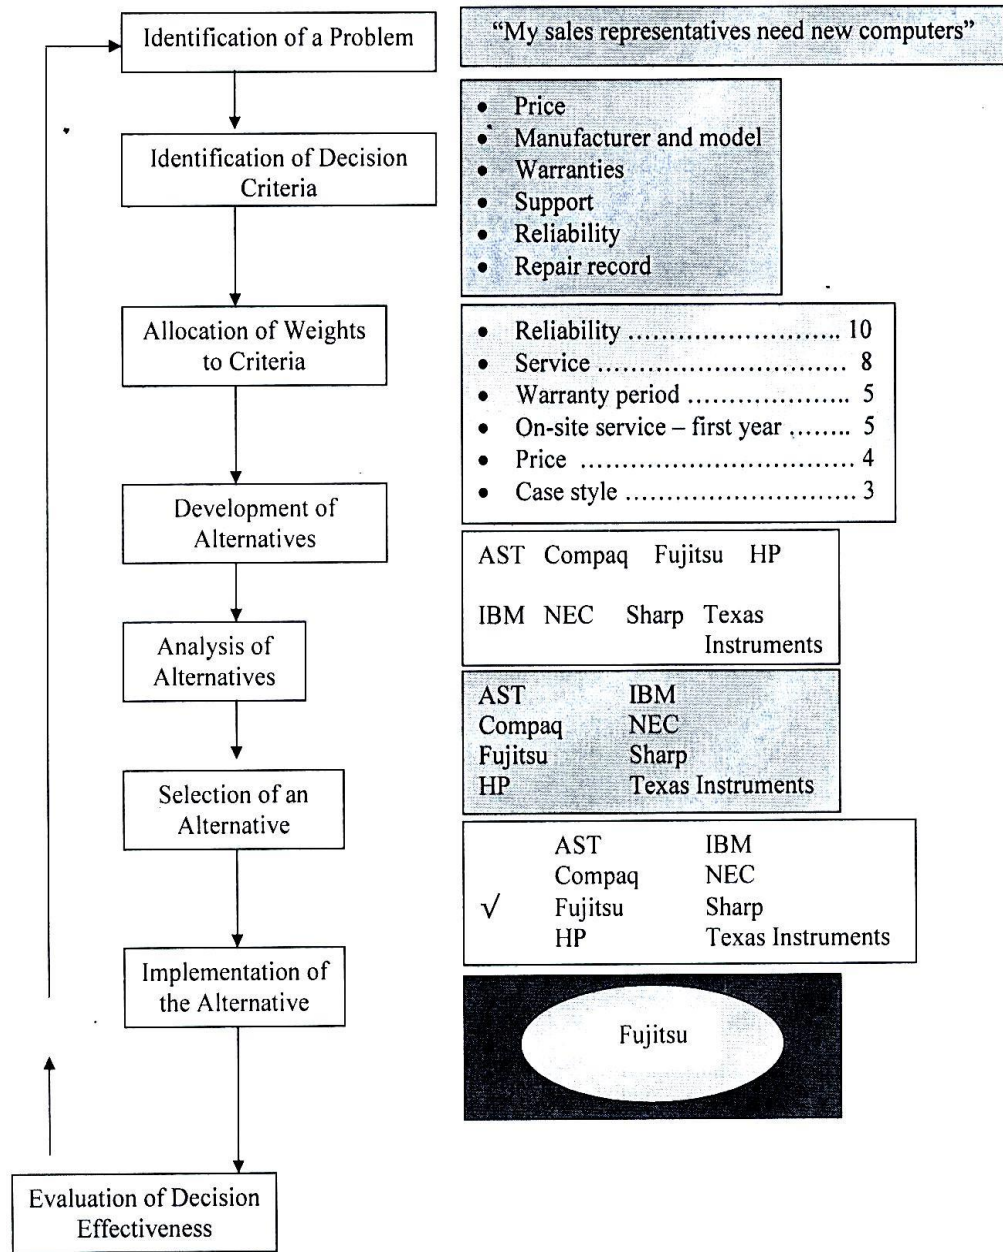 Identification of a Problem
"My sales representatives need new computers"
Identification of Decision
Criteria
• Price
• Manufacturer and model
• Warranties
• Support
• Reliability
• Repair record
Allocation of Weights
to Criteria
• Reliability ............................. 10
• Service ................................. 8
• Warranty period ..................... 5
• On-site service – first year ........ 5
• Price .................................... 4
• Case style ............................. 3
Development of
Alternatives
AST Compaq Fujitsu HP
IBM NEC Sharp Texas
Instruments
Analysis of
Alternatives
AST IBM
Compaq NEC
Fujitsu Sharp
HP Texas Instruments
Selection of an
Alternative
AST IBM
Compaq NEC
√ Fujitsu Sharp
HP Texas Instruments
Implementation of
the Alternative
Fujitsu
Evaluation of Decision
Effectiveness